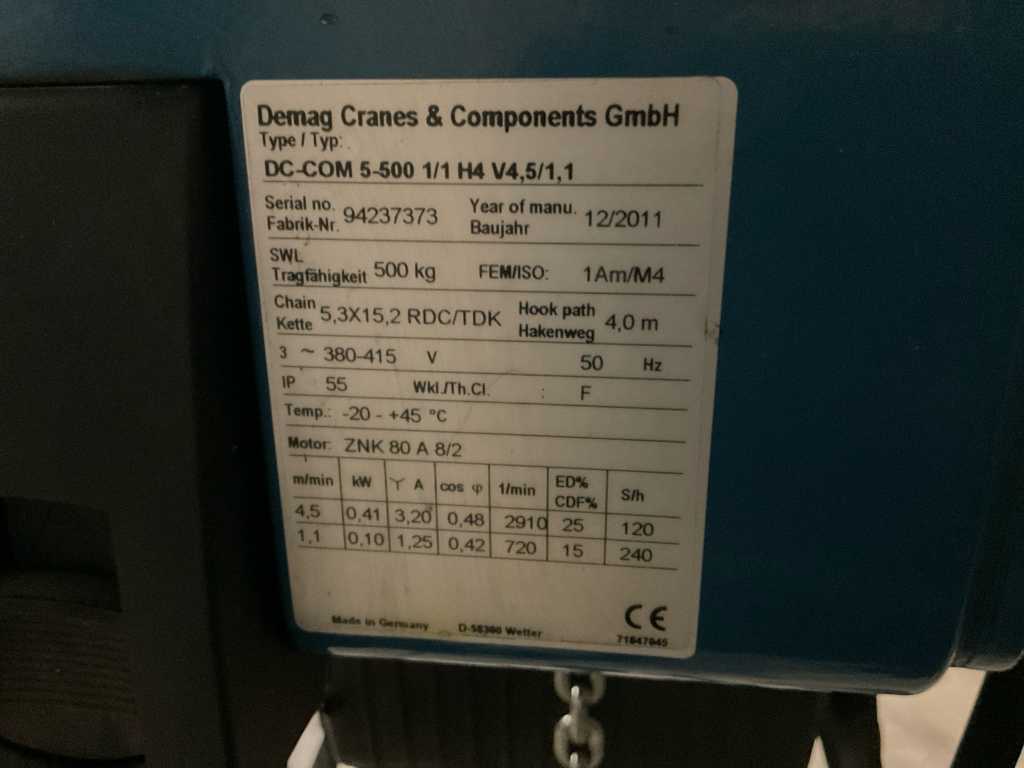 Demag Cranes & Components GmbH
Type / Typ:
DC-COM 5-500 1/1 H4 V4,5/1,1
Serial no. Fabrik-Nr. 94237373 Year of manu. Baujahr 12/2011
SWL Tragfähigkeit 500 kg FEM/ISO: 1Am/M4
Chain Kette 5,3X15,2 RDC/TDK Hook path Hakenweg 4,0 m
3 ~ 380-415 V 50 Hz
IP 55 Wkl./Th.Cl. : F
Temp.: -20 - +45 °C
Motor: ZNK 80 A 8/2
m/min kW Y A cos φ 1/min ED% CDF% S/h
4,5 0,41 3,20 0,48 2910 25 120
1,1 0,10 1,25 0,42 720 15 240
CE
Made in Germany D-58300 Wetter 71847045